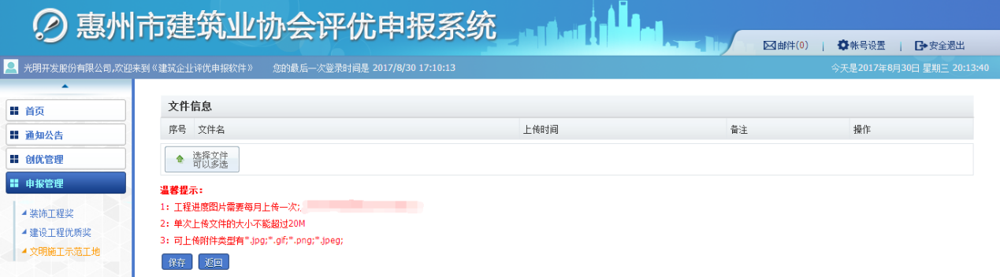 惠州市建筑业协会评优申报系统
邮件(0) | 帐号设置 | 安全退出
光明开发股份有限公司,欢迎来到《建筑企业评优申报软件》 您的最后一次登录时间是 2017/8/30 17:10:13 今天是2017年8月30日 星期三 20:13:40
首页
通知公告
创优管理
申报管理
装饰工程奖
建设工程优质奖
文明施工示范工地
文件信息
序号 文件名 上传时间 备注 操作
选择文件
可以多选
温馨提示：
1：工程进度图片需要每月上传一次;
2：单次上传文件的大小不能超过20M
3：可上传附件类型有*.jpg;*.gif;*.png;*.jpeg;
保存 返回